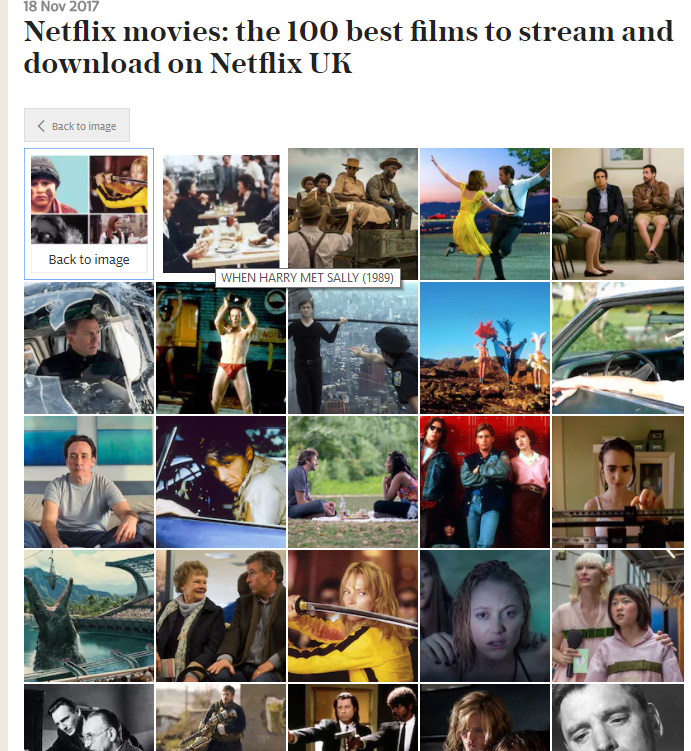 18 Nov 2017
Netflix movies: the 100 best films to stream and
download on Netflix UK
Back to image
Back to image
WHEN HARRY MET SALLY (1989)